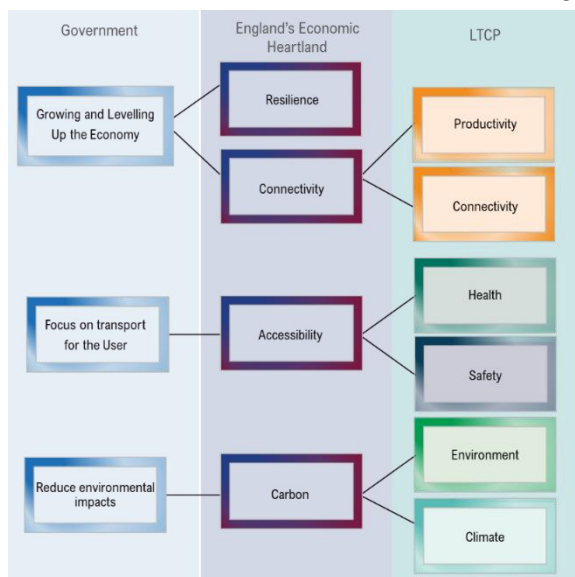 Government
England's Economic
Heartland
LTCP
Growing and Levelling
Up the Economy
Resilience
Connectivity
Productivity
Connectivity
Focus on transport
for the User
Accessibility
Health
Safety
Reduce environmental
impacts
Carbon
Environment
Climate